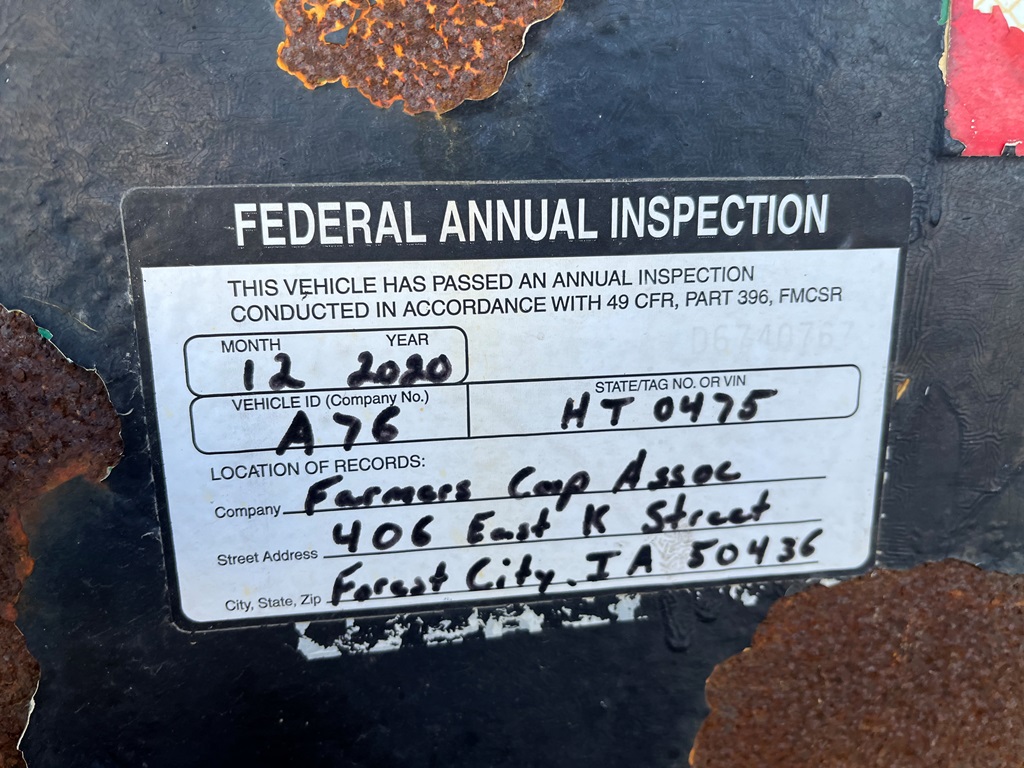 FEDERAL ANNUAL INSPECTION
THIS VEHICLE HAS PASSED AN ANNUAL INSPECTION
CONDUCTED IN ACCORDANCE WITH 49 CFR, PART 396, FMCSR
MONTH YEAR
12 2020
VEHICLE ID (Company No.)
A76
STATE/TAG NO. OR VIN
HT 0475
LOCATION OF RECORDS:
Company Farmers Coop Assoc
Street Address 406 East K Street
City, State, Zip Forest City, IA 50436